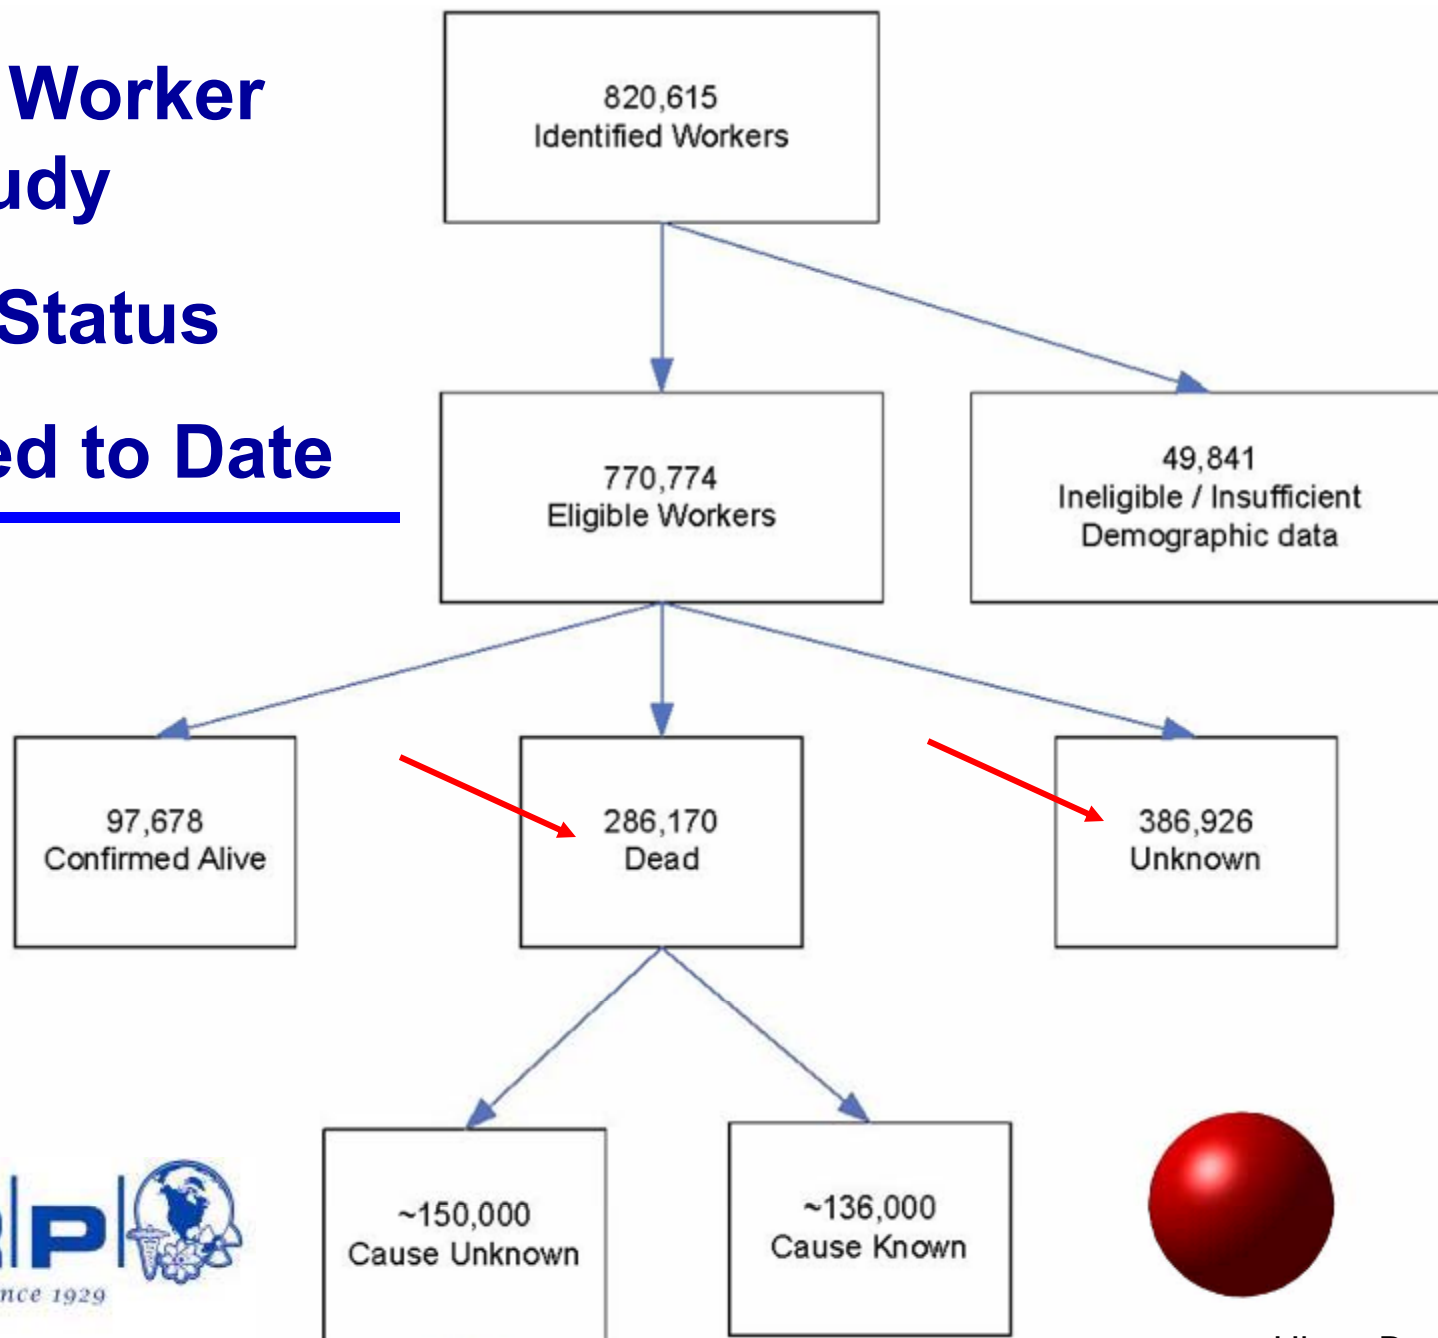 Worker
udy
Status
ed to Date
820,615
Identified Workers
770,774
Eligible Workers
49,841
Ineligible / Insufficient
Demographic data
97,678
Confirmed Alive
286,170
Dead
386,926
Unknown
~150,000
Cause Unknown
~136,000
Cause Known
P
nce 1929